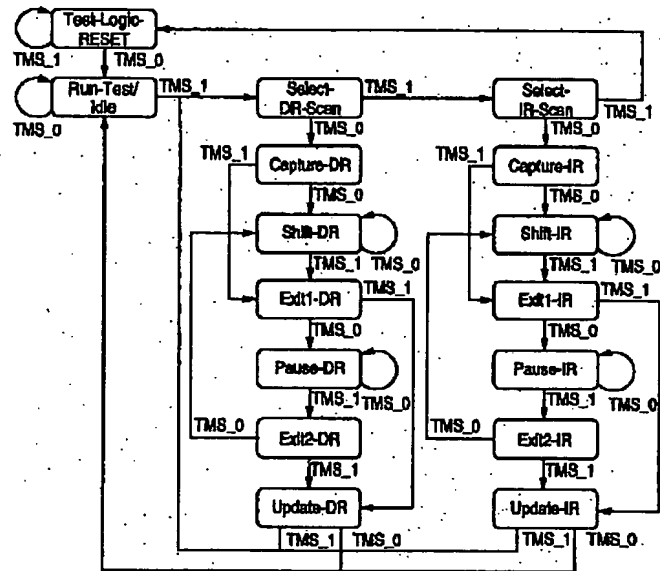 Test-Logic-
RESET
TMS_1
TMS_0
Run-Test/
Idle
TMS_1
TMS_0
Select-
DR-Scan
TMS_1
TMS_0
Select-
IR-Scan
TMS_1
TMS_0
TMS_1
Capture-DR
TMS_0
TMS_1
Capture-IR
TMS_0
Shift-DR
TMS_0
TMS_1
Shift-IR
TMS_0
TMS_1
Exit1-DR
TMS_1
TMS_0
Exit1-IR
TMS_1
TMS_0
Pause-DR
TMS_0
TMS_1
Pause-IR
TMS_0
TMS_1
TMS_0
Exit2-DR
TMS_1
TMS_0
Exit2-IR
TMS_1
Update-DR
TMS_1
TMS_0
Update-IR
TMS_1
TMS_0